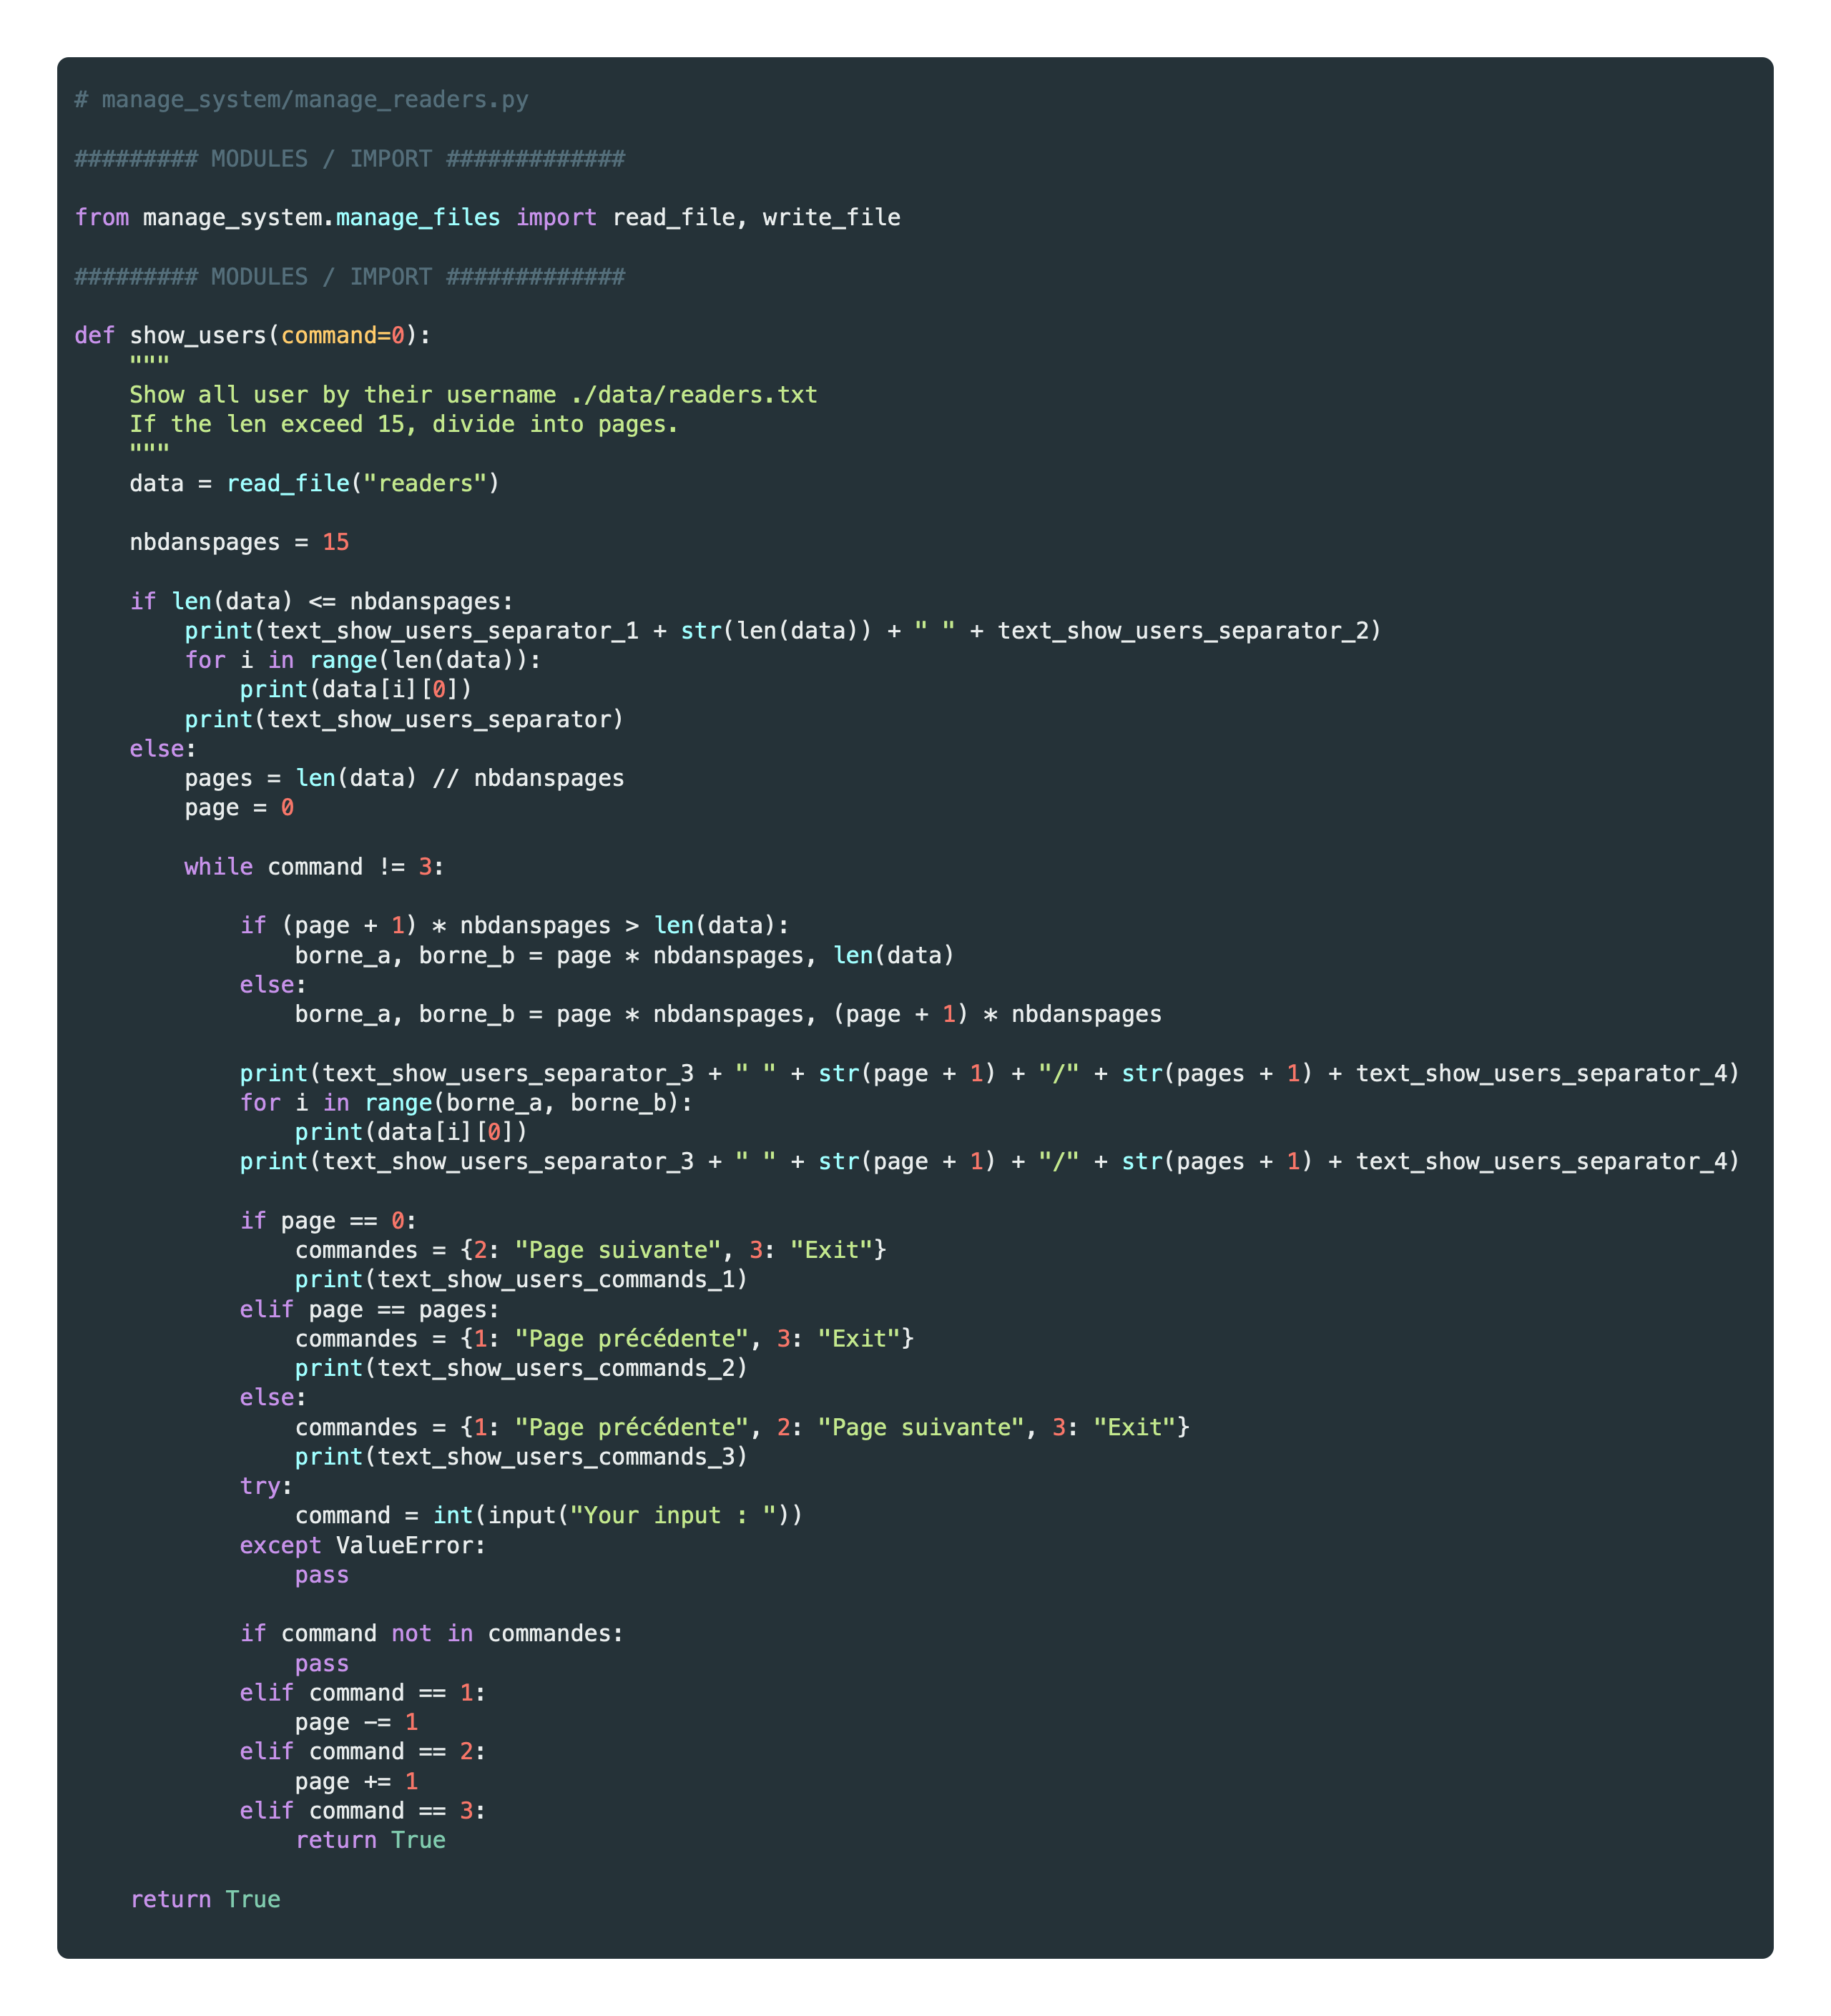 # manage_system/manage_readers.py
######### MODULES / IMPORT #############
from manage_system.manage_files import read_file, write_file
######### MODULES / IMPORT #############
def show_users(command=0):
    """
    Show all user by their username ./data/readers.txt
    If the len exceed 15, divide into pages.
    """
    data = read_file("readers")
    nbdanspages = 15
    if len(data) <= nbdanspages:
        print(text_show_users_separator_1 + str(len(data)) + " " + text_show_users_separator_2)
        for i in range(len(data)):
            print(data[i][0])
        print(text_show_users_separator)
    else:
        pages = len(data) // nbdanspages
        page = 0
        while command != 3:
            if (page + 1) * nbdanspages > len(data):
                borne_a, borne_b = page * nbdanspages, len(data)
            else:
                borne_a, borne_b = page * nbdanspages, (page + 1) * nbdanspages
            print(text_show_users_separator_3 + " " + str(page + 1) + "/" + str(pages + 1) + text_show_users_separator_4)
            for i in range(borne_a, borne_b):
                print(data[i][0])
            print(text_show_users_separator_3 + " " + str(page + 1) + "/" + str(pages + 1) + text_show_users_separator_4)
            if page == 0:
                commandes = {2: "Page suivante", 3: "Exit"}
                print(text_show_users_commands_1)
            elif page == pages:
                commandes = {1: "Page précédente", 3: "Exit"}
                print(text_show_users_commands_2)
            else:
                commandes = {1: "Page précédente", 2: "Page suivante", 3: "Exit"}
                print(text_show_users_commands_3)
            try:
                command = int(input("Your input : "))
            except ValueError:
                pass
            if command not in commandes:
                pass
            elif command == 1:
                page -= 1
            elif command == 2:
                page += 1
            elif command == 3:
                return True
    return True